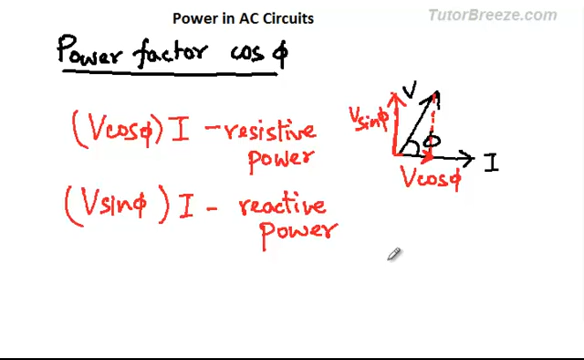 Power in AC Circuits
TutorBreeze.com
Power factor cos ϕ
(Vcosϕ) I - resistive
power
(Vsinϕ) I - reactive
power
V
Vsinϕ
ϕ
I
Vcosϕ